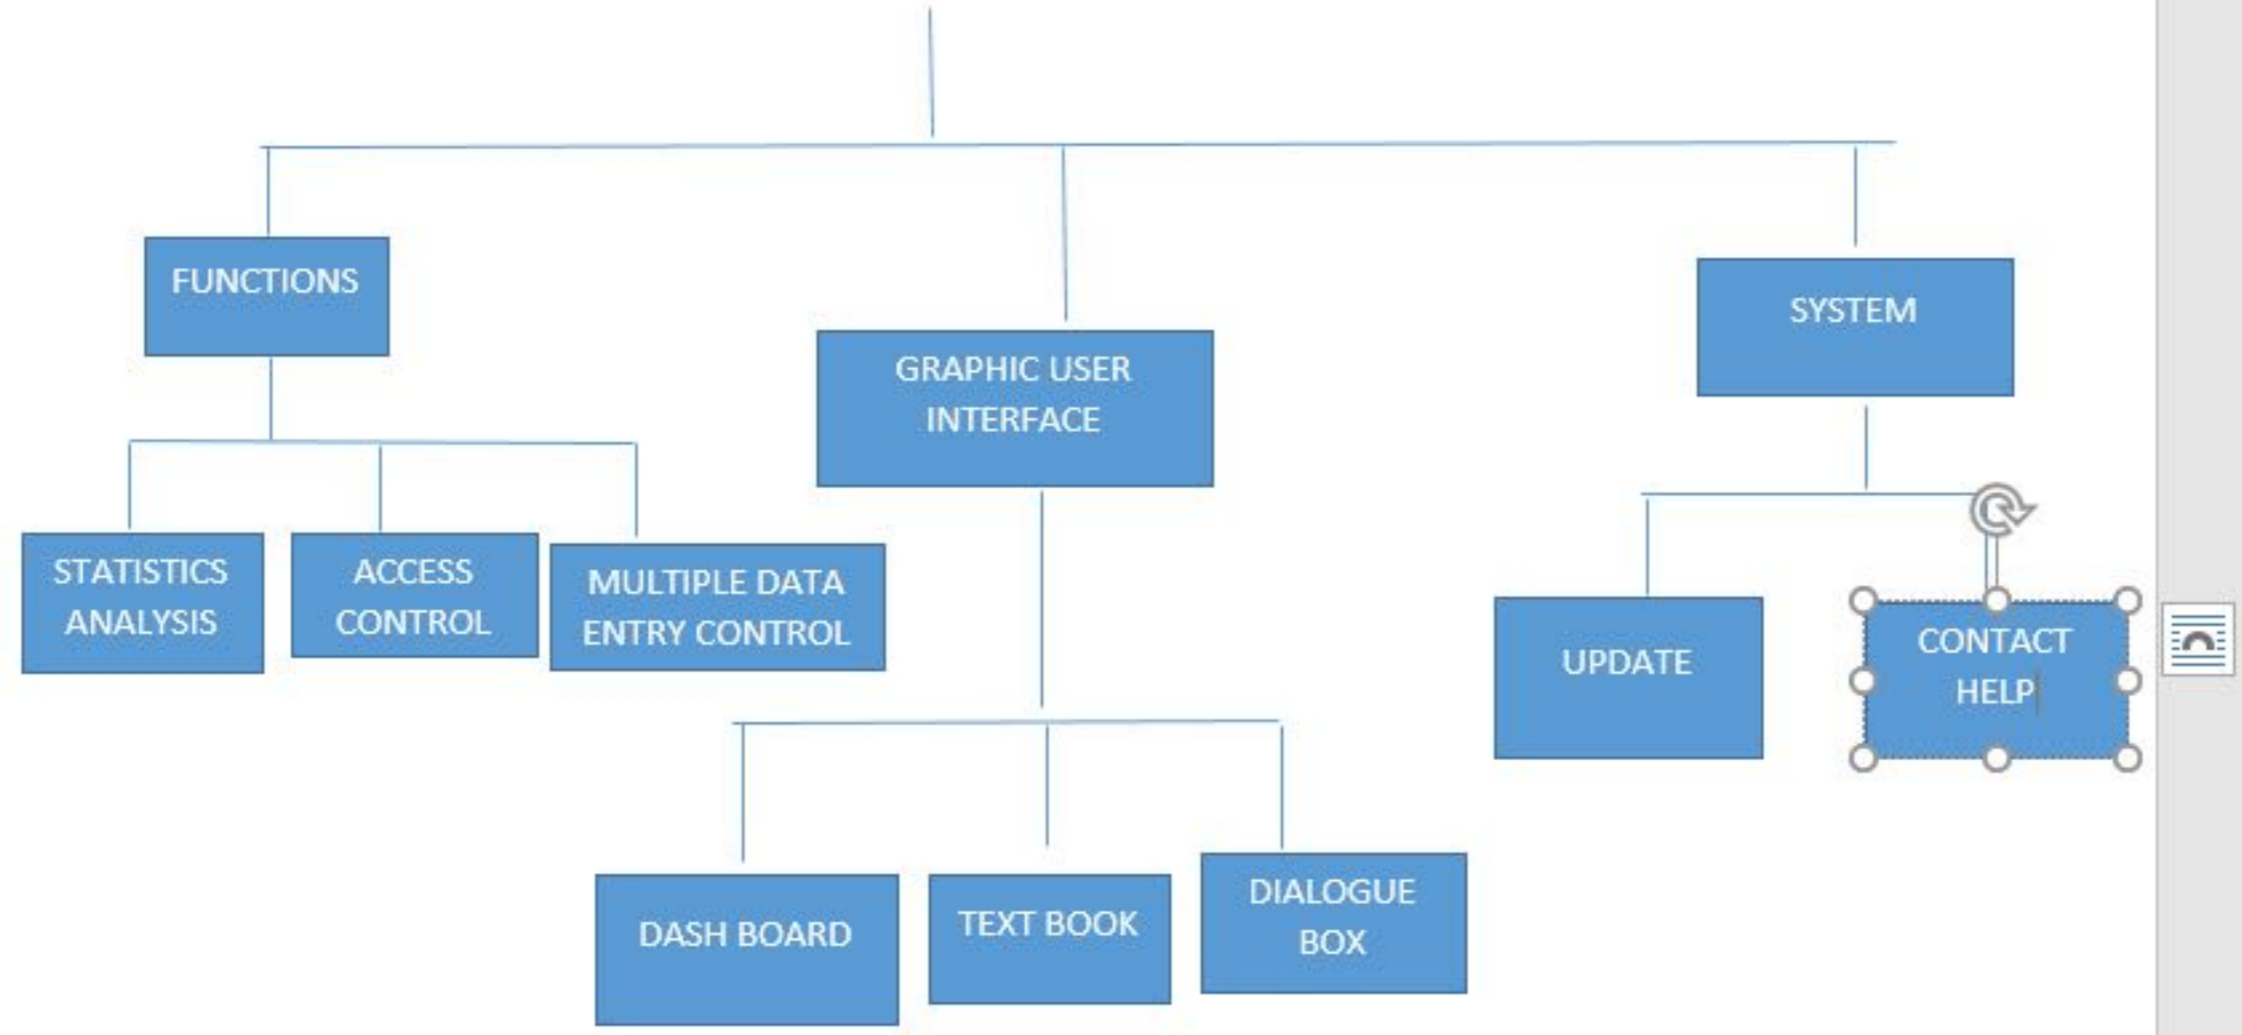 FUNCTIONS
GRAPHIC USER
INTERFACE
SYSTEM
STATISTICS
ANALYSIS
ACCESS
CONTROL
MULTIPLE DATA
ENTRY CONTROL
UPDATE
CONTACT
HELP
DASH BOARD
TEXT BOOK
DIALOGUE
BOX